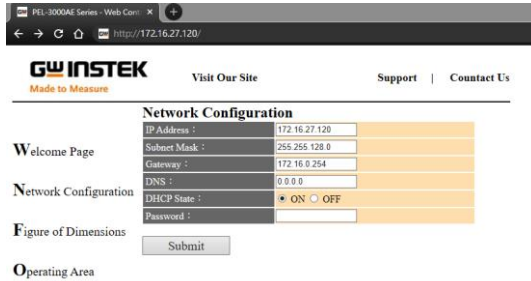 PEL-3000AE Series - Web Cont
http://172.16.27.120/
GW INSTEK
Made to Measure
Visit Our Site
Support | Countact Us
Network Configuration
IP Address : 172.16.27.120
Subnet Mask : 255.255.128.0
Gateway : 172.16.0.254
DNS : 0.0.0.0
DHCP State : ON OFF
Password :
Submit
Welcome Page
Network Configuration
Figure of Dimensions
Operating Area